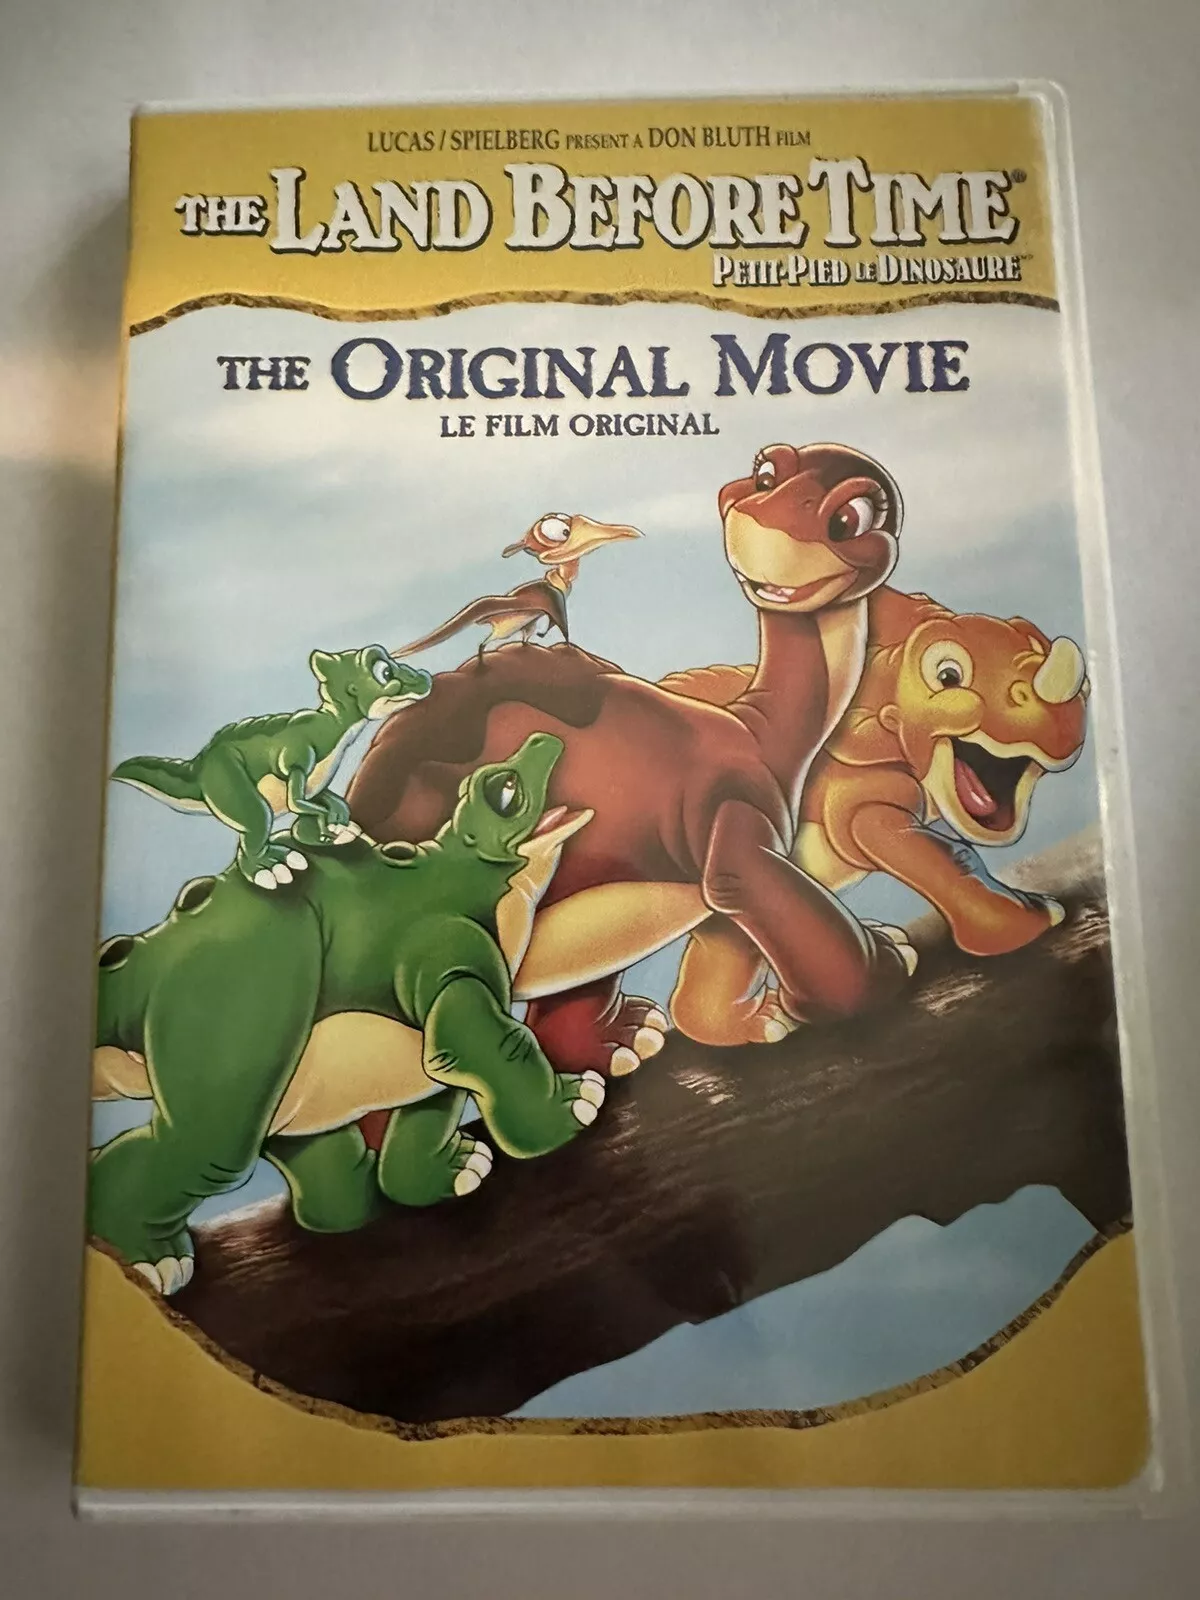 LUCAS / SPIELBERG PRESENT A DON BLUTH FILM
THE LAND BEFORE TIME®
PETIT-PIED LE DINOSAURE™
THE ORIGINAL MOVIE
LE FILM ORIGINAL